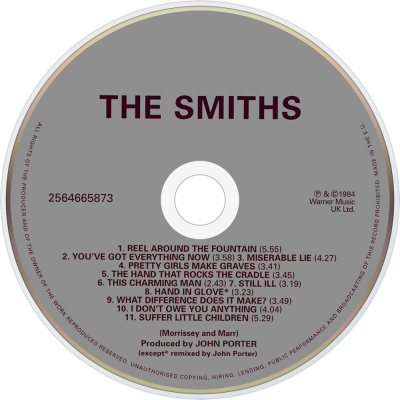 THE SMITHS
2564665873
℗ & © 1984
Warner Music
UK Ltd.
1. REEL AROUND THE FOUNTAIN (5.55)
2. YOU'VE GOT EVERYTHING NOW (3.58) 3. MISERABLE LIE (4.27)
4. PRETTY GIRLS MAKE GRAVES (3.41)
5. THE HAND THAT ROCKS THE CRADLE (3.45)
6. THIS CHARMING MAN (2.43) 7. STILL ILL (3.19)
8. HAND IN GLOVE* (3.23)
9. WHAT DIFFERENCE DOES IT MAKE? (3.49)
10. I DON'T OWE YOU ANYTHING (4.04)
11. SUFFER LITTLE CHILDREN (5.29)
(Morrissey and Marr)
Produced by JOHN PORTER
(except* remixed by John Porter)
ALL RIGHTS OF THE PRODUCER AND OF THE OWNER OF THE WORK REPRODUCED RESERVED. UNAUTHORISED COPYING, HIRING, LENDING, PUBLIC PERFORMANCE AND BROADCASTING OF THIS RECORD PROHIBITED. MADE IN THE E.U.